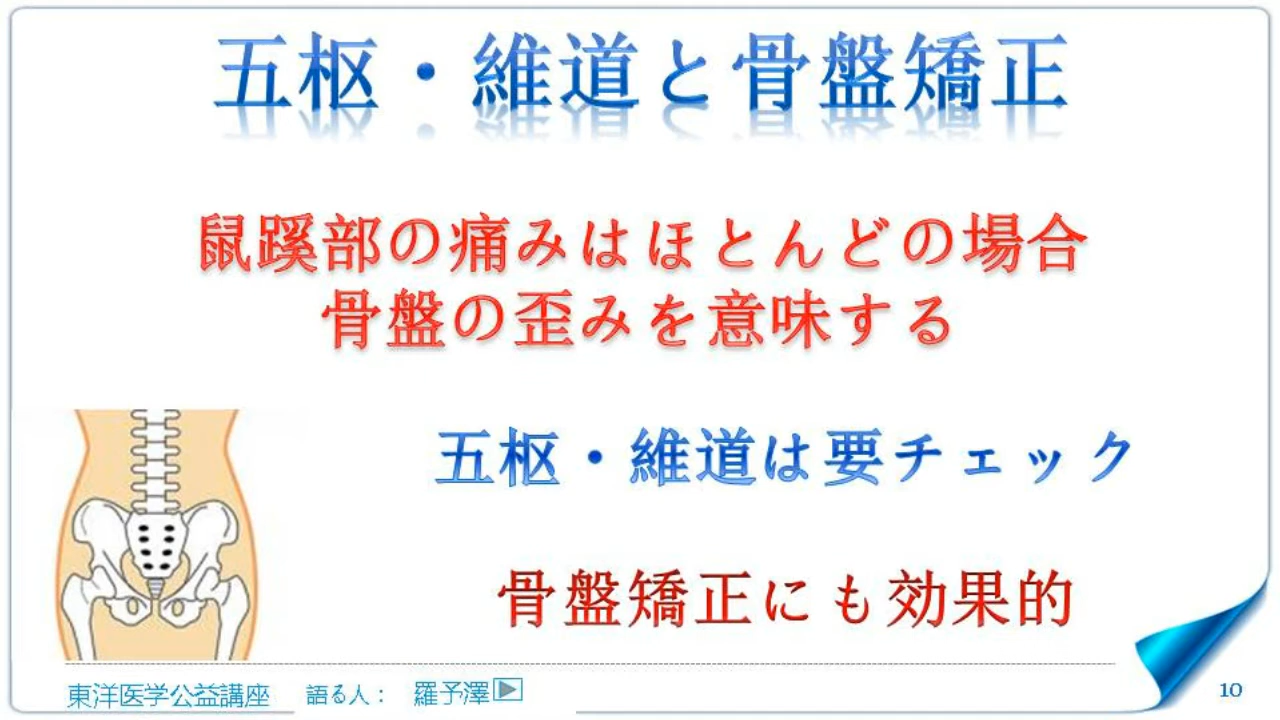 五枢・維道と骨盤矯正
鼠蹊部の痛みはほとんどの場合
骨盤の歪みを意味する
五枢・維道は要チェック
骨盤矯正にも効果的
東洋医学公益講座 語る人： 羅予澤
10